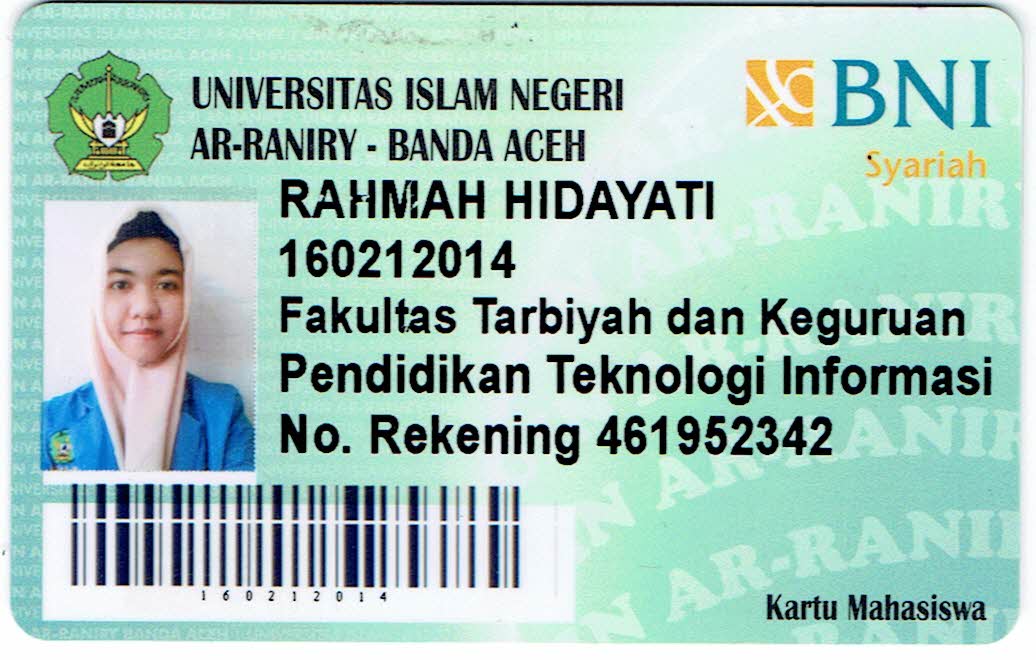 UNIVERSITAS ISLAM NEGERI
AR-RANIRY - BANDA ACEH
BNI
Syariah
RAHMAH HIDAYATI
160212014
Fakultas Tarbiyah dan Keguruan
Pendidikan Teknologi Informasi
No. Rekening 461952342
160212014
Kartu Mahasiswa